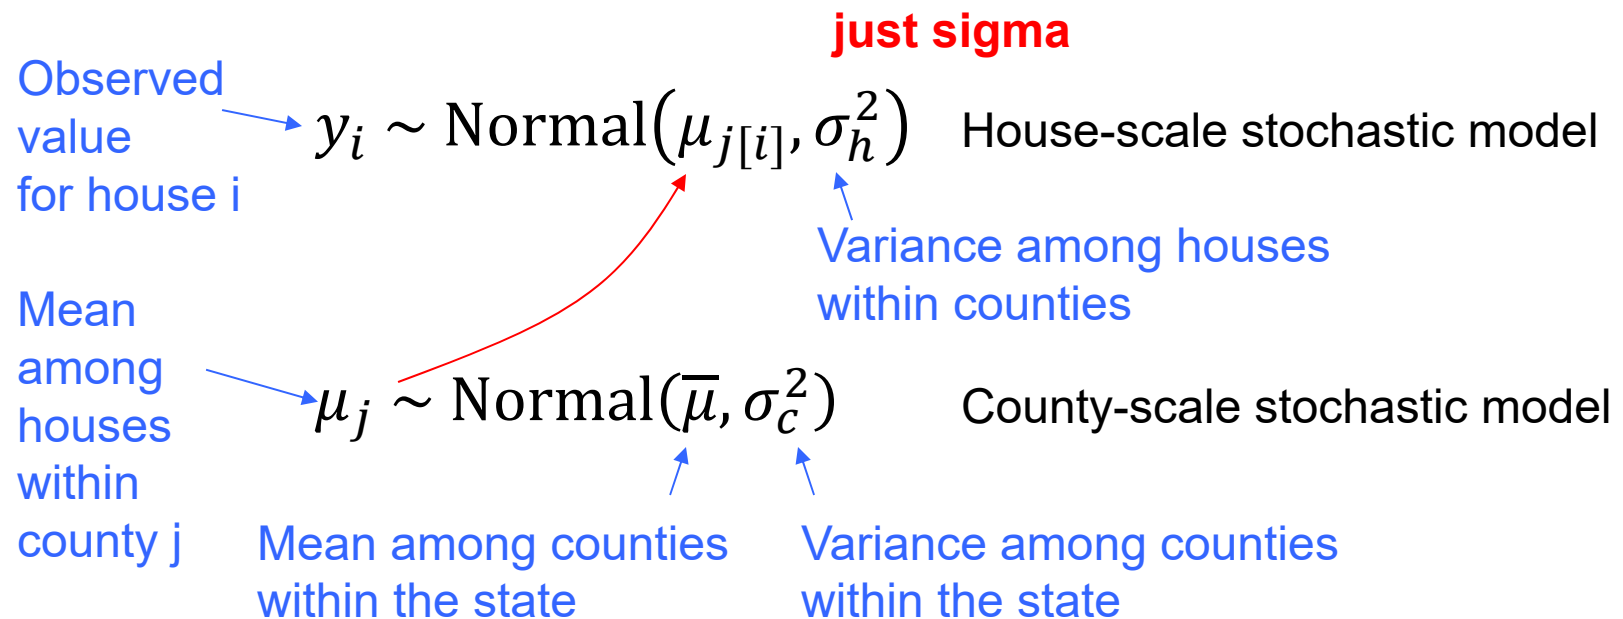 just sigma
Observed
value
for house i
yᵢ ~ Normal(μ_{j[i]}, σ_h^2)
House-scale stochastic model
Variance among houses
within counties
Mean
among
houses
within
county j
μ_j ~ Normal(μ̅, σ_c^2)
County-scale stochastic model
Mean among counties
within the state
Variance among counties
within the state